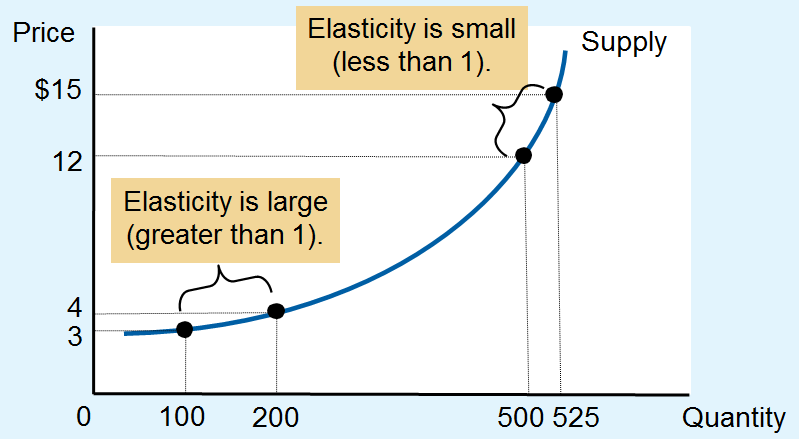 Price
Elasticity is small
(less than 1).
Supply
$15
12
Elasticity is large
(greater than 1).
4
3
0 100 200 500 525 Quantity